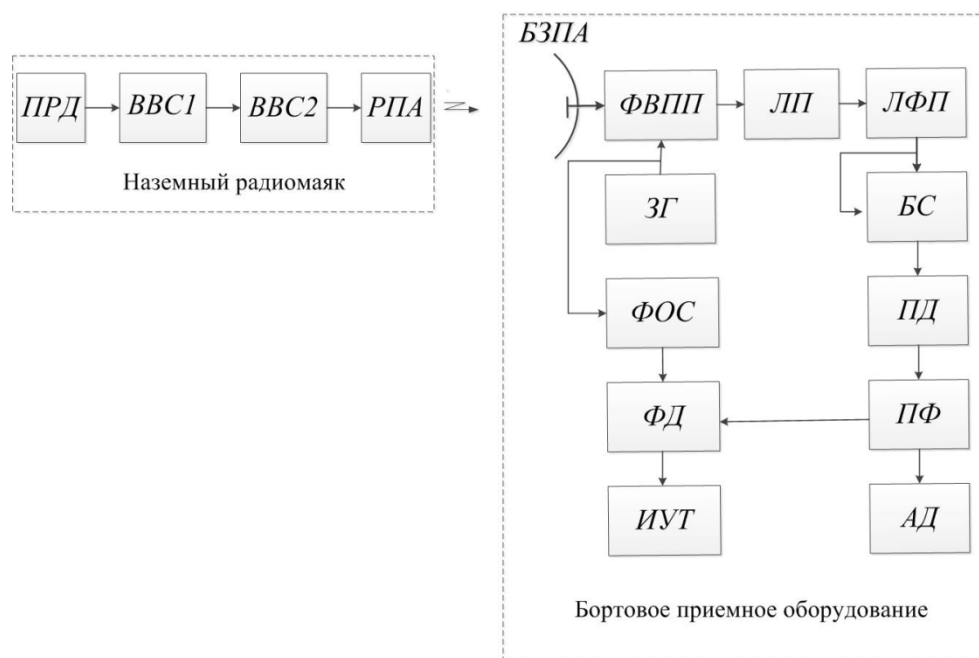 БЗПА
ПРД
ВВС1
ВВС2
РПА
Наземный радиомаяк
ФВПП
ЛП
ЛФП
ЗГ
БС
ФОС
ПД
ФД
ПФ
ИУТ
АД
Бортовое приемное оборудование